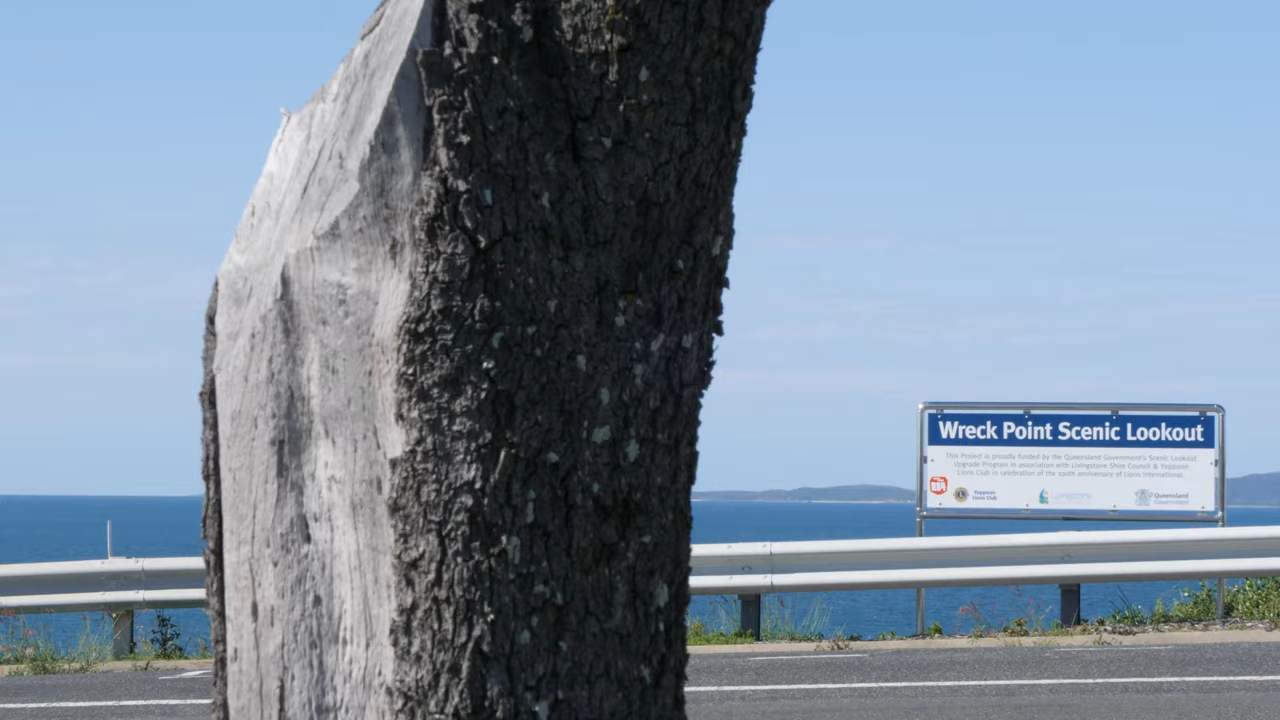 Wreck Point Scenic Lookout
This Project is proudly funded by the Queensland Government's Scenic Lookout
Upgrade Program in association with Livingstone Shire Council & Yeppoon
Lions Club in celebration of the 100th anniversary of Lions International.
Yeppoon
Lions Club
Livingstone
Queensland
Government